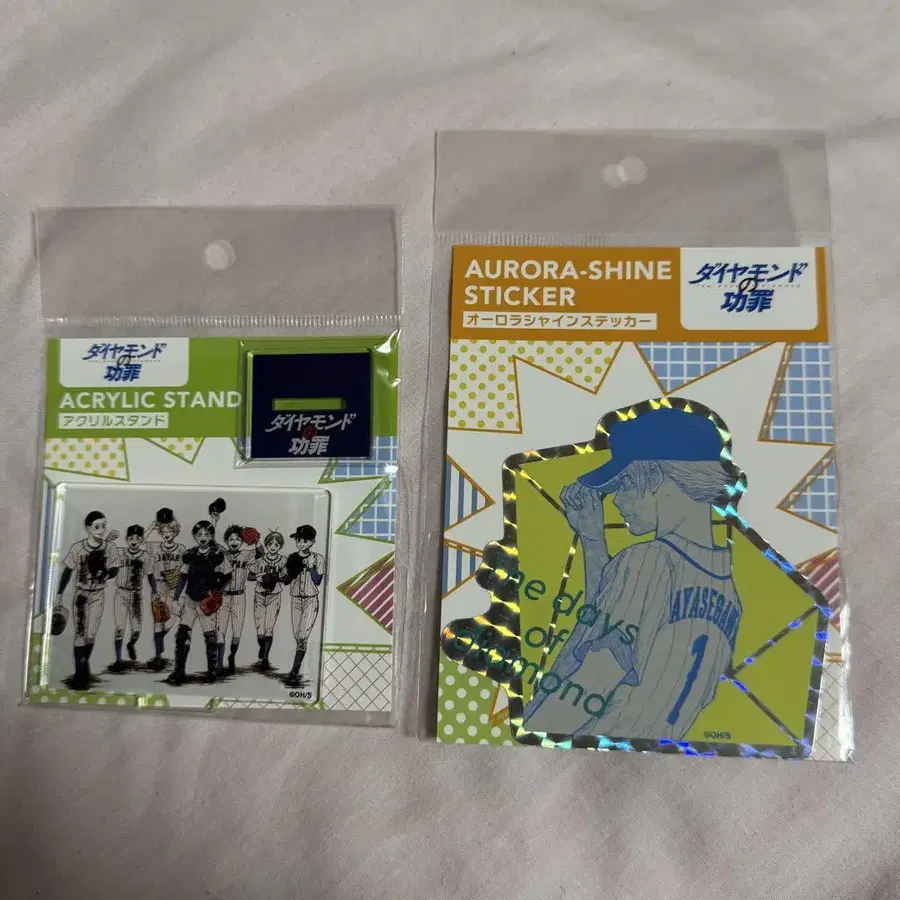 ダイヤモンド
の
功罪
ACRYLIC STAND
アクリルスタンド
ダイヤモンド
の
功罪
©OH/S
AURORA-SHINE
STICKER
オーロラシャインステッカー
ダイヤモンド
の
功罪
the days
of
diamond
AYASEGAWA
1
©OH/S